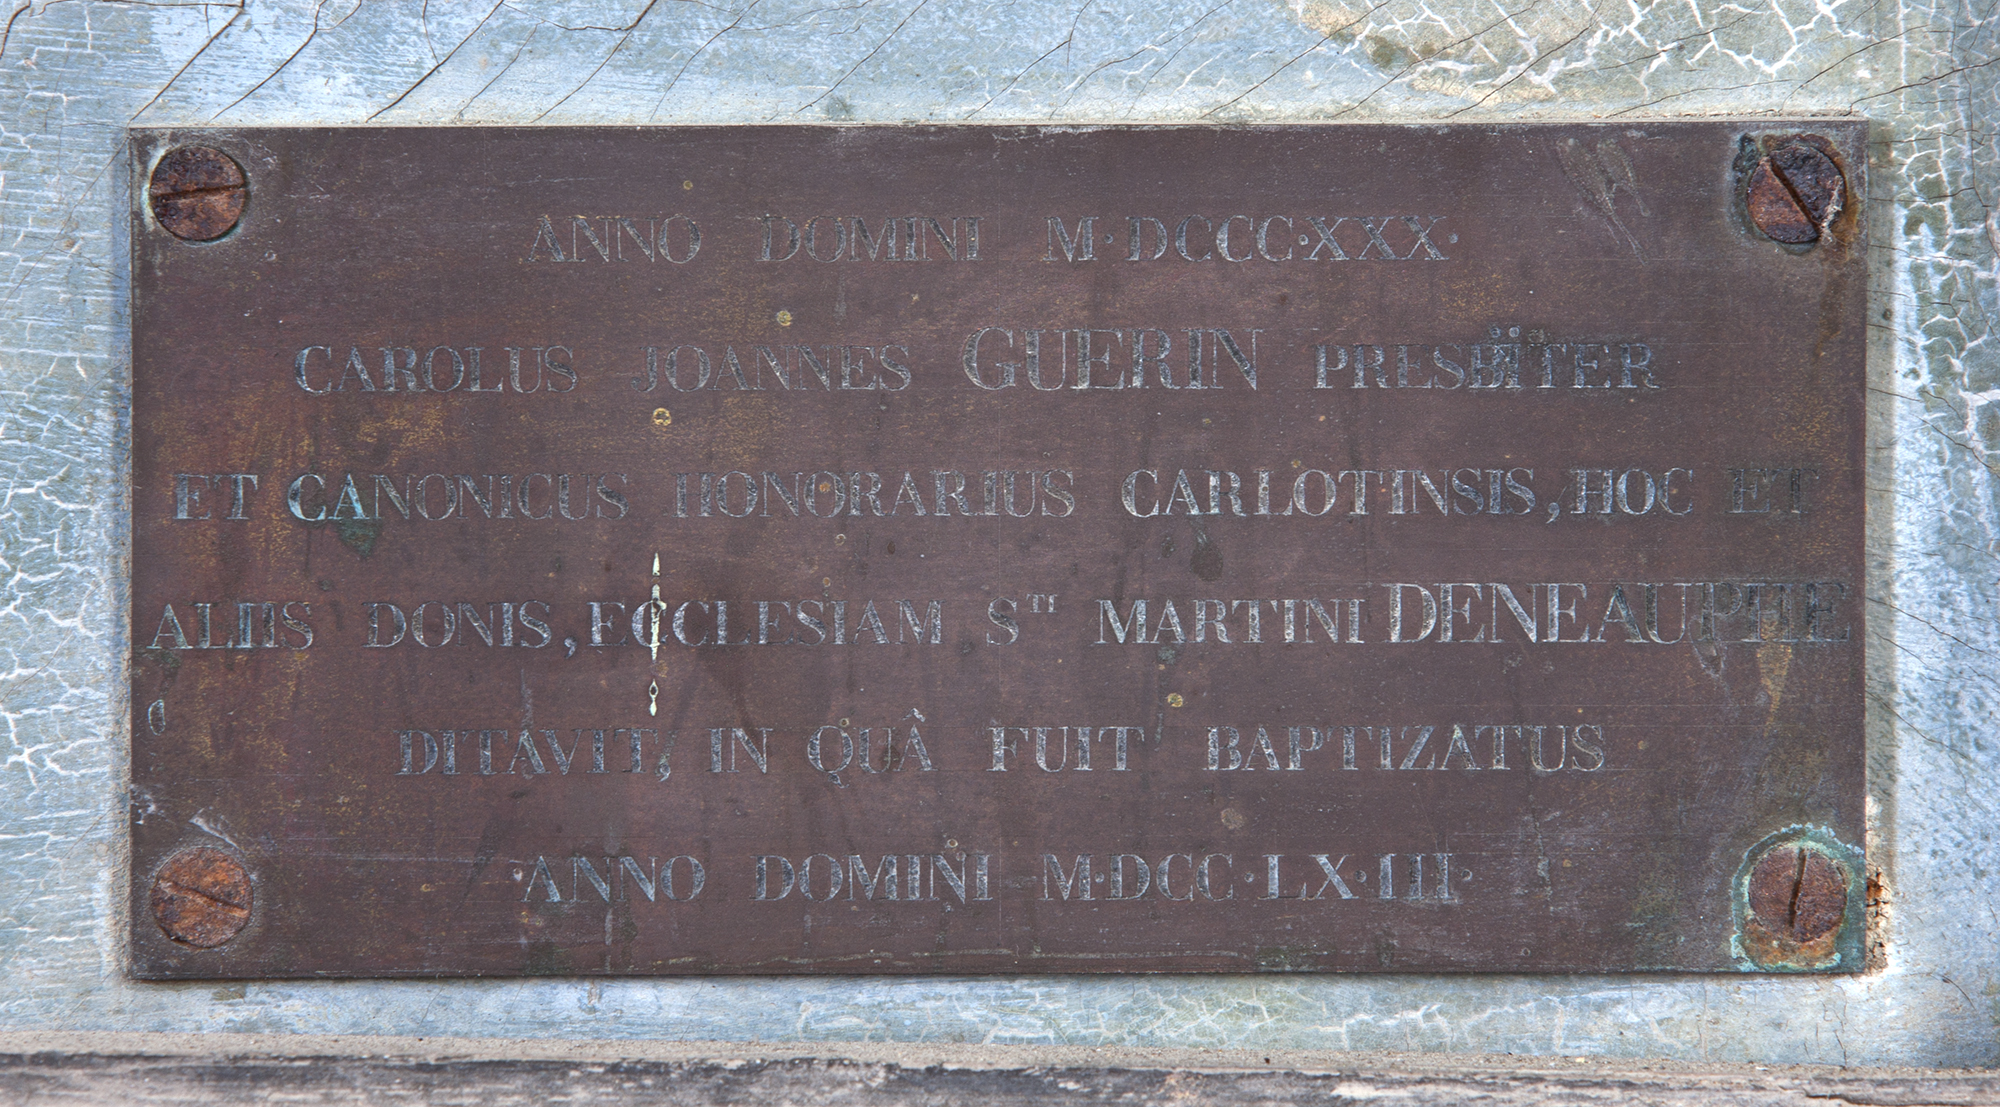 ANNO DOMINI M·DCCC·XXX·
CAROLUS JOANNES GUERIN PRESBITER
ET CANONICUS HONORARIUS CARLOTINSIS, HOC ET
ALIIS DONIS, ECCLESIAM Sᵀᴵ MARTINI DENEAUPHE
DITAVIT, IN QUÂ FUIT BAPTIZATUS
ANNO DOMINI M·DCC·LX·III·